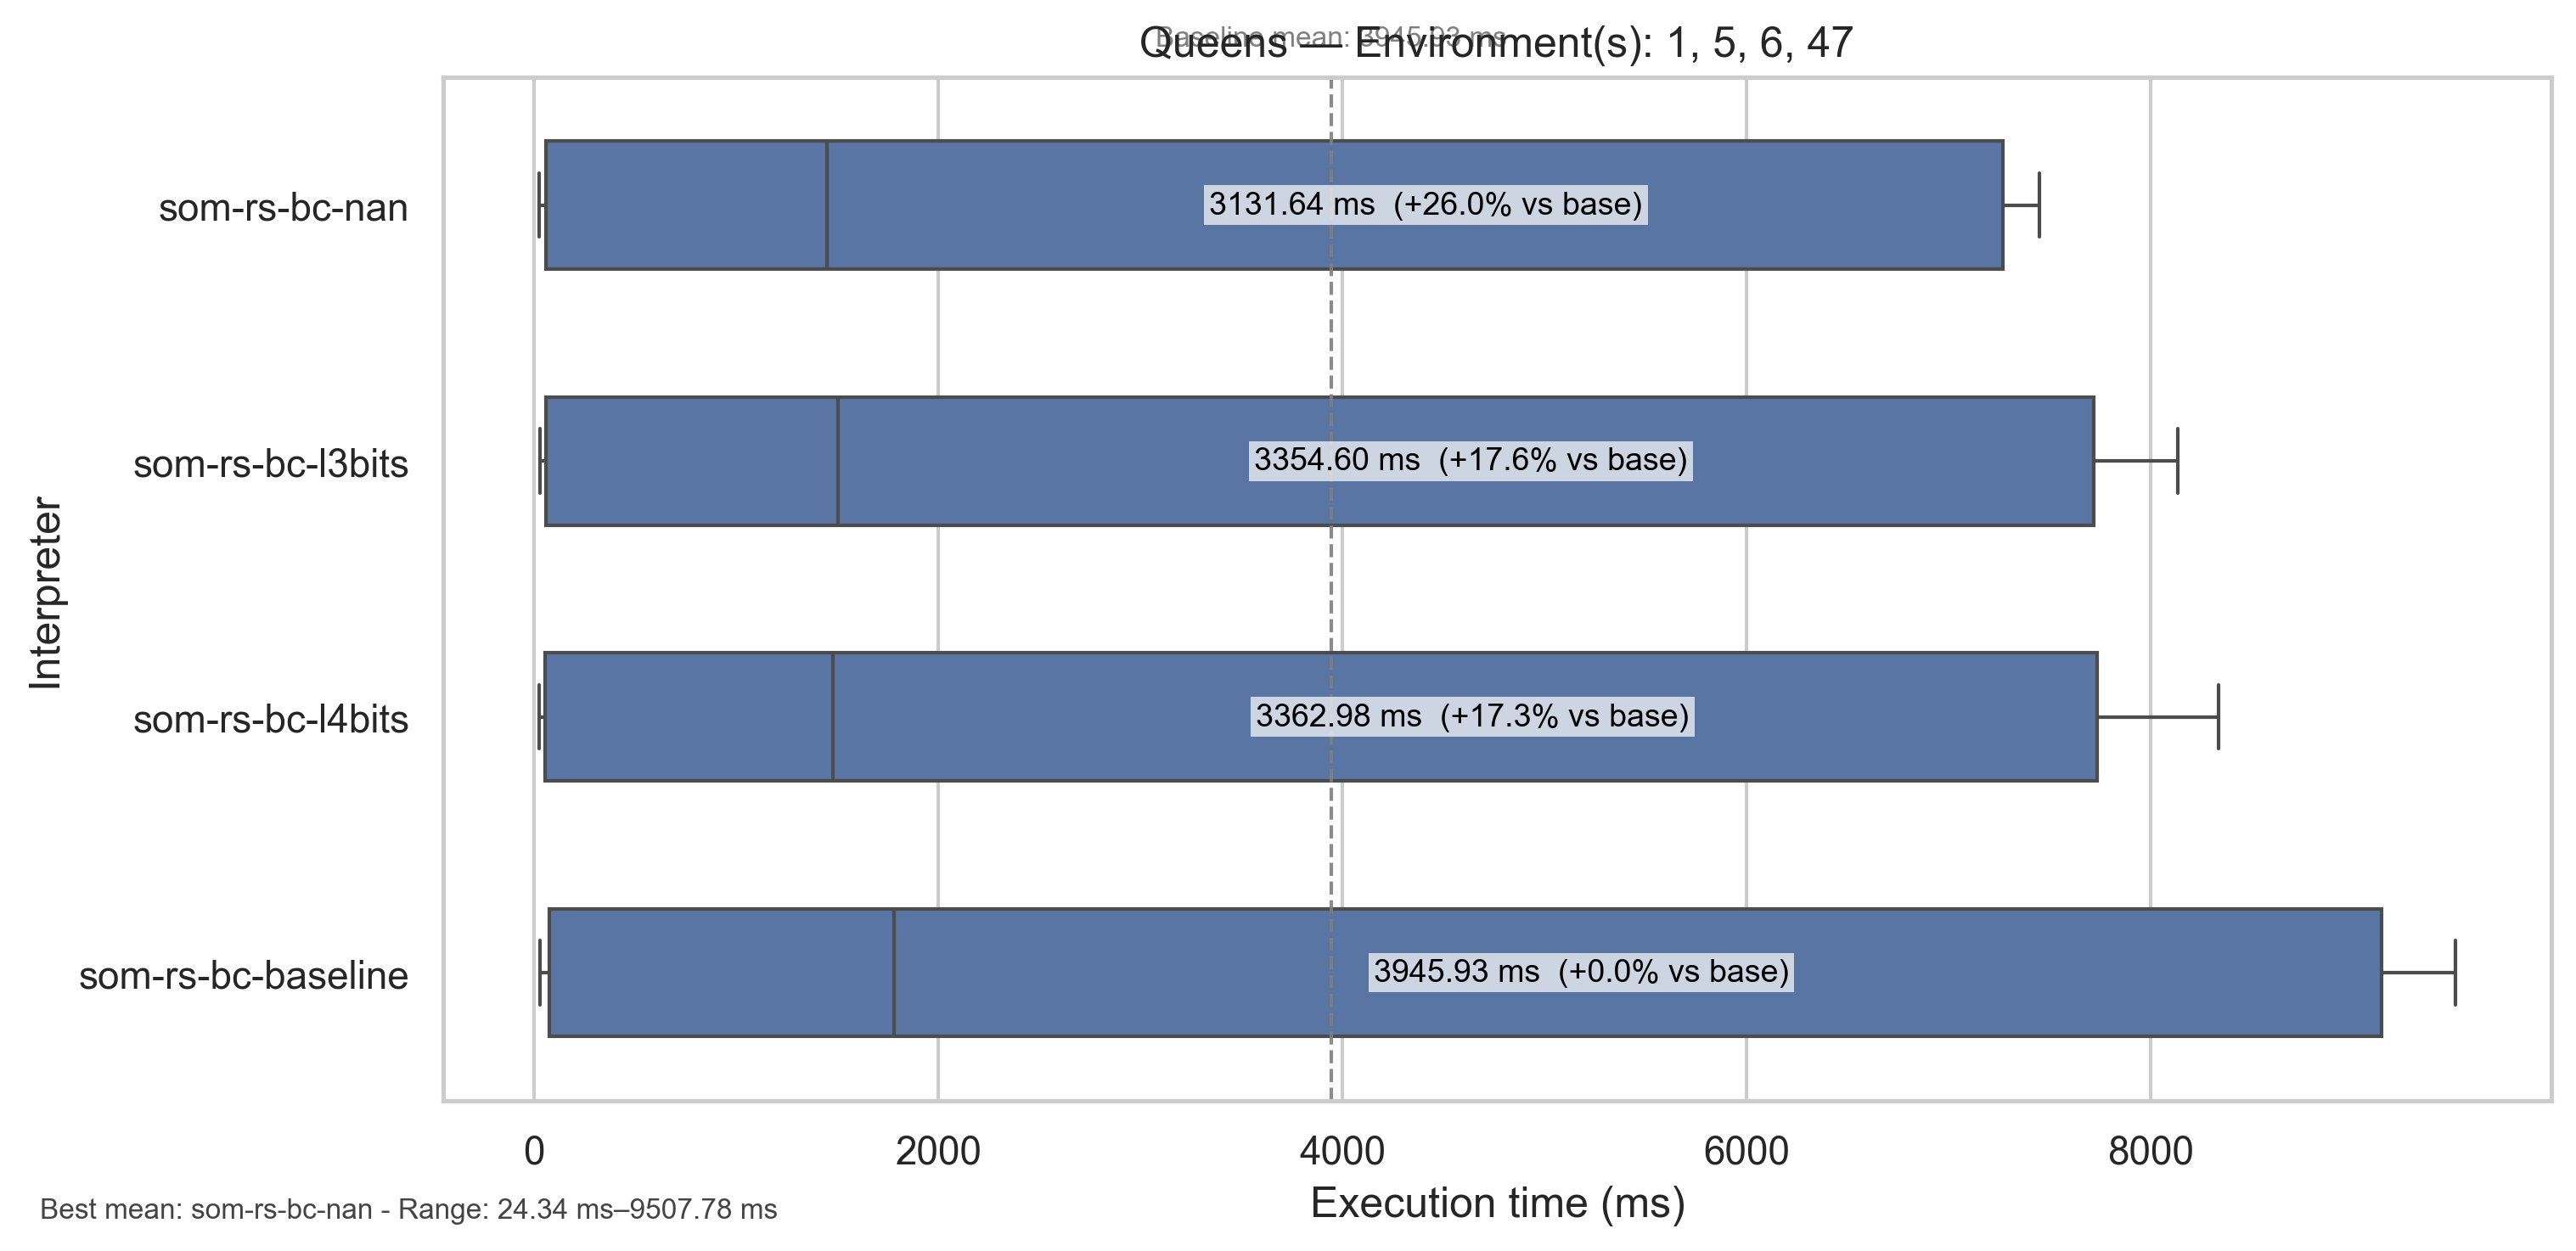 Baseline mean: 3945.93 ms
Queens — Environment(s): 1, 5, 6, 47
som-rs-bc-nan
3131.64 ms (+26.0% vs base)
som-rs-bc-l3bits
3354.60 ms (+17.6% vs base)
som-rs-bc-l4bits
3362.98 ms (+17.3% vs base)
som-rs-bc-baseline
3945.93 ms (+0.0% vs base)
Interpreter
0 2000 4000 6000 8000
Execution time (ms)
Best mean: som-rs-bc-nan - Range: 24.34 ms–9507.78 ms